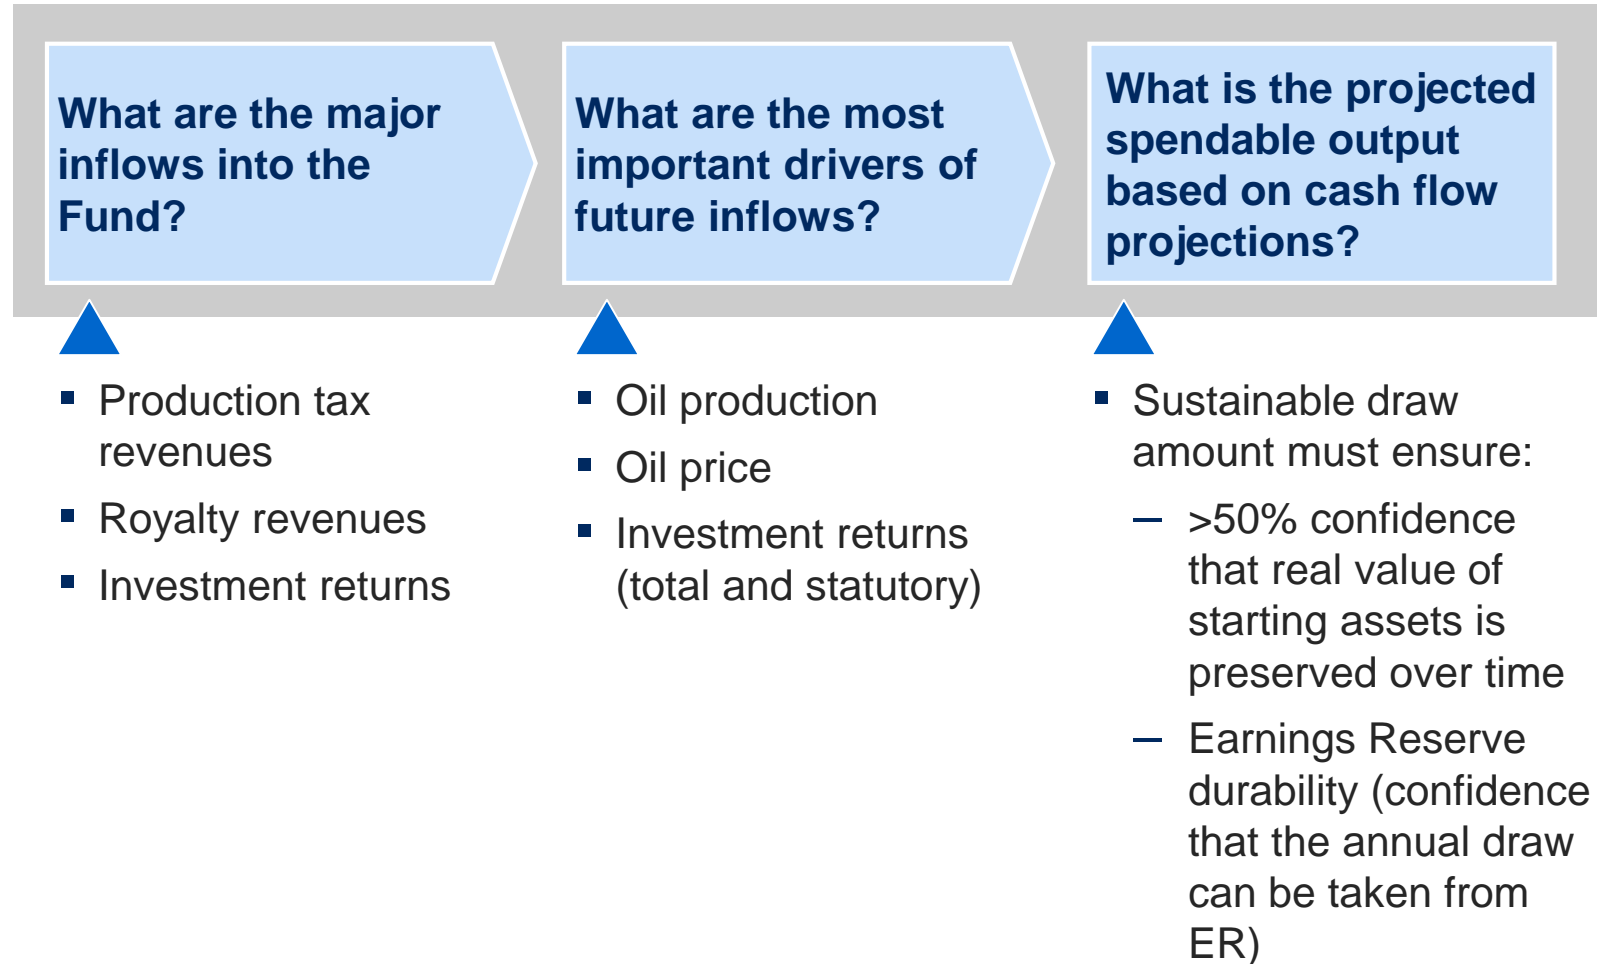 What are the major
inflows into the
Fund?
What are the most
important drivers of
future inflows?
What is the projected
spendable output
based on cash flow
projections?
▪ Production tax
revenues
▪ Royalty revenues
▪ Investment returns
▪ Oil production
▪ Oil price
▪ Investment returns
(total and statutory)
▪ Sustainable draw
amount must ensure:
— >50% confidence
that real value of
starting assets is
preserved over time
— Earnings Reserve
durability (confidence
that the annual draw
can be taken from
ER)